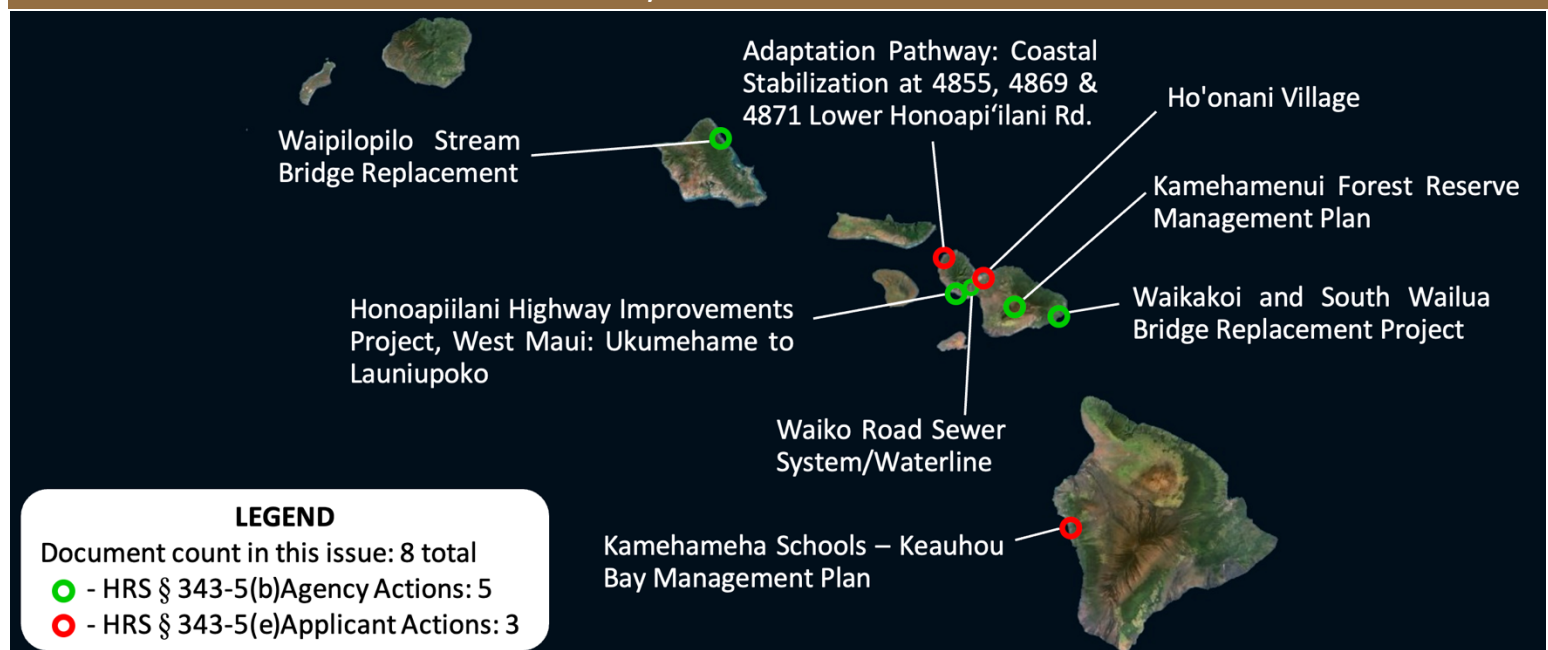 Adaptation Pathway: Coastal
Stabilization at 4855, 4869 &
4871 Lower Honoapi‘ilani Rd.
Ho'onani Village
Waipilopilo Stream
Bridge Replacement
Kamehamenui Forest Reserve
Management Plan
Honoapiilani Highway Improvements
Project, West Maui: Ukumehame to
Launiupoko
Waikakoi and South Wailua
Bridge Replacement Project
Waiko Road Sewer
System/Waterline
Kamehameha Schools – Keauhou
Bay Management Plan
LEGEND
Document count in this issue: 8 total
- HRS § 343-5(b)Agency Actions: 5
- HRS § 343-5(e)Applicant Actions: 3